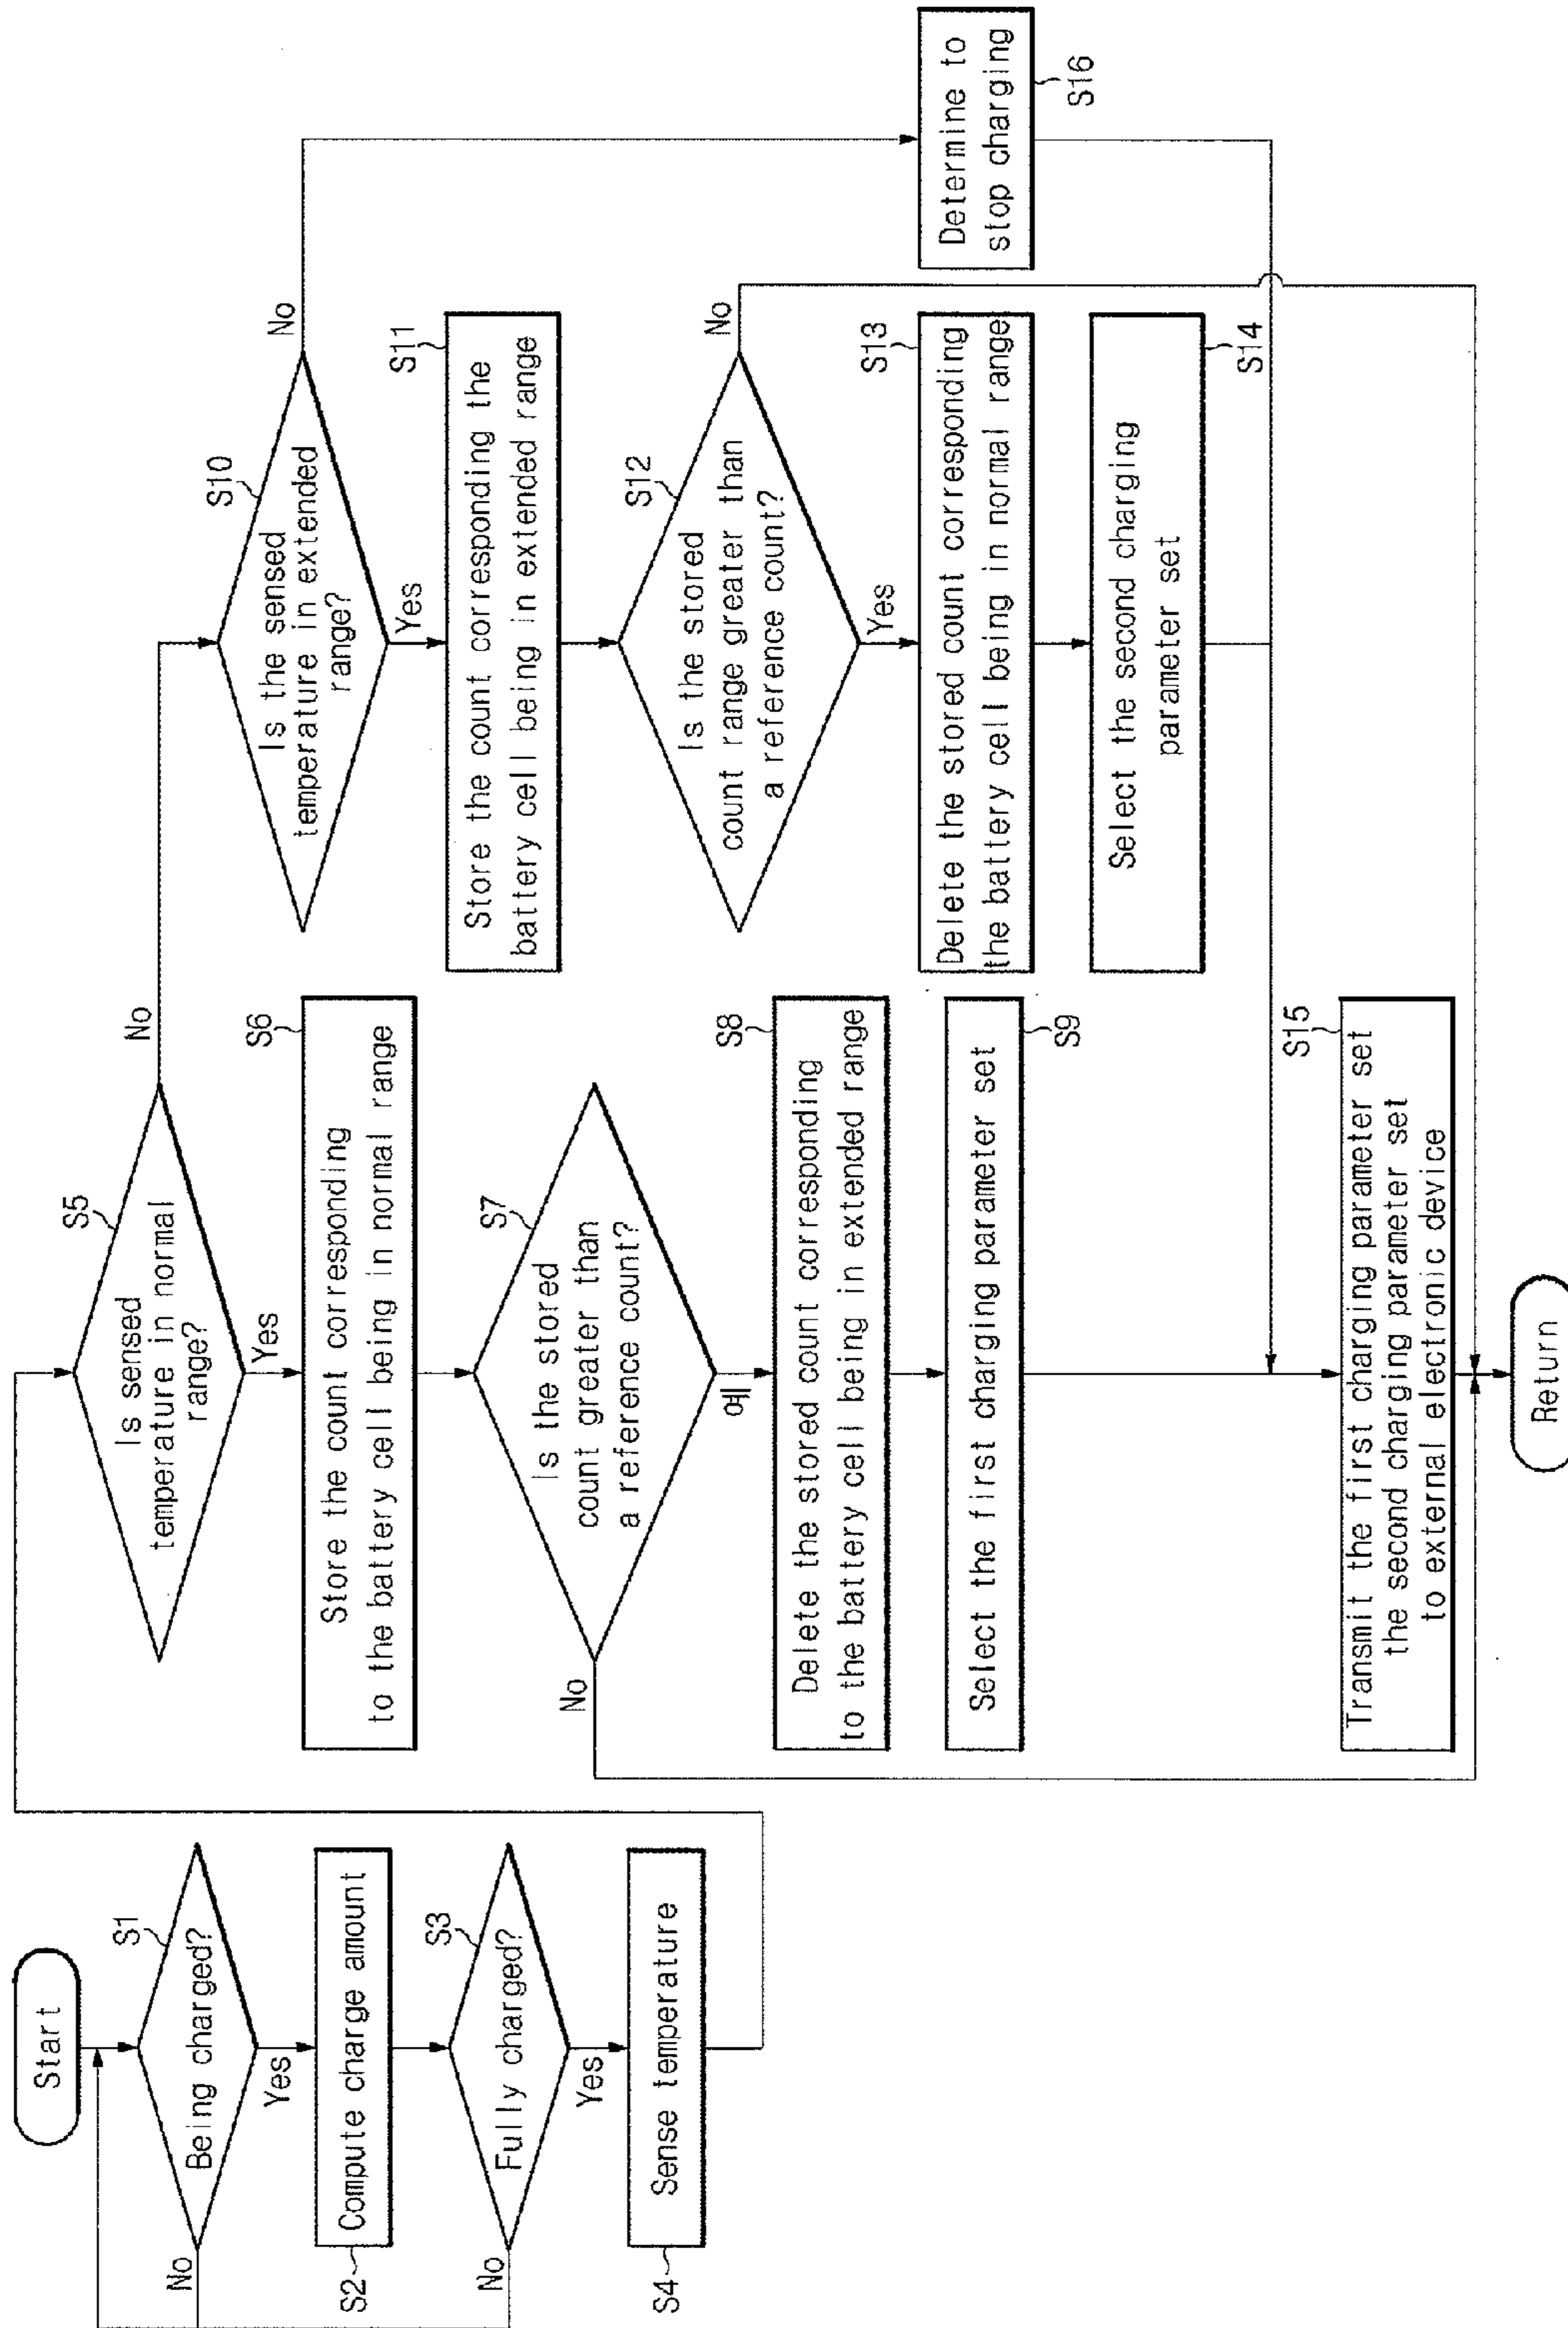 Start
S1
Being charged?
No
Yes
S2
Compute charge amount
S3
Fully charged?
No
Yes
S4
Sense temperature
S5
Is sensed
temperature in normal
range?
No
Yes
S6
Store the count corresponding
to the battery cell being in normal range
S7
Is the stored
count greater than
a reference count?
No
예
S8
Delete the stored count corresponding
to the battery cell being in extended range
S9
Select the first charging parameter set
S10
Is the sensed
temperature in extended
range?
No
Yes
S11
Store the count corresponding the
battery cell being in extended range
S12
Is the stored
count range greater than
a reference count?
No
Yes
S13
Delete the stored count corresponding
the battery cell being in normal range
S14
Select the second charging
parameter set
S16
Determine to
stop charging
S15
Transmit the first charging parameter set
the second charging parameter set
to external electronic device
Return